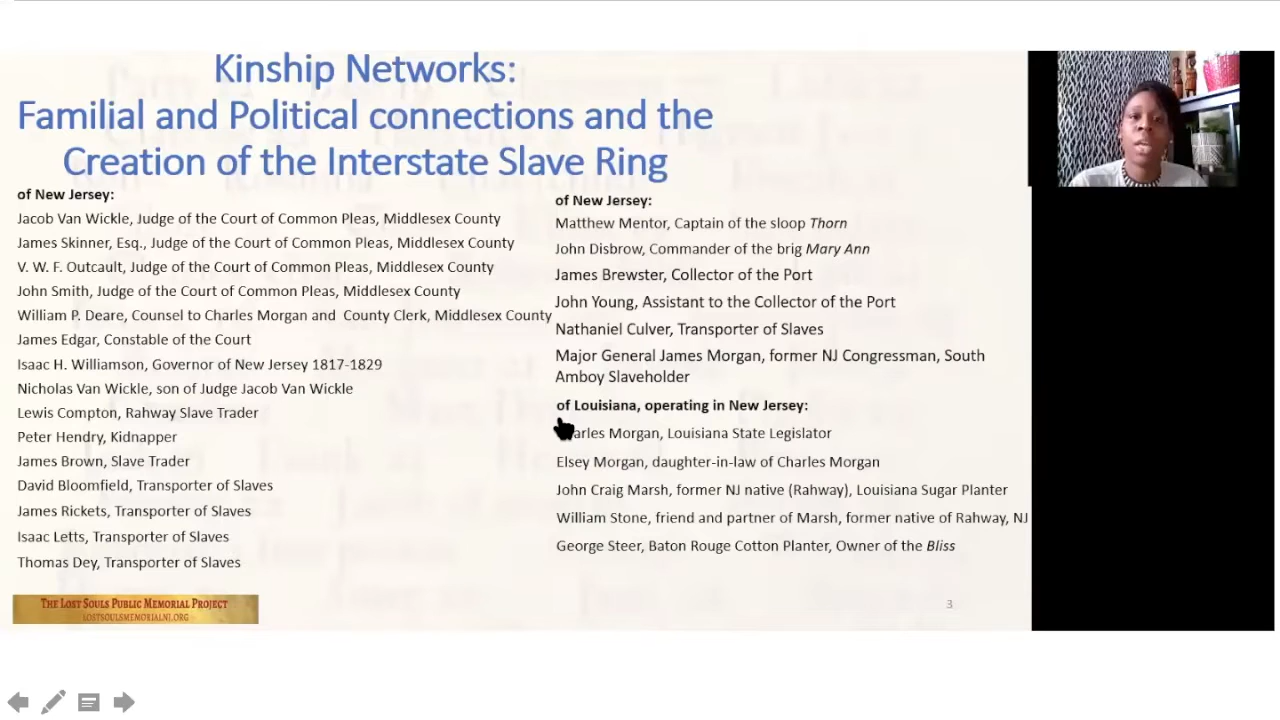 Kinship Networks:
Familial and Political connections and the
Creation of the Interstate Slave Ring
of New Jersey:
Jacob Van Wickle, Judge of the Court of Common Pleas, Middlesex County
James Skinner, Esq., Judge of the Court of Common Pleas, Middlesex County
V. W. F. Outcault, Judge of the Court of Common Pleas, Middlesex County
John Smith, Judge of the Court of Common Pleas, Middlesex County
William P. Deare, Counsel to Charles Morgan and County Clerk, Middlesex County
James Edgar, Constable of the Court
Isaac H. Williamson, Governor of New Jersey 1817-1829
Nicholas Van Wickle, son of Judge Jacob Van Wickle
Lewis Compton, Rahway Slave Trader
Peter Hendry, Kidnapper
James Brown, Slave Trader
David Bloomfield, Transporter of Slaves
James Rickets, Transporter of Slaves
Isaac Letts, Transporter of Slaves
Thomas Dey, Transporter of Slaves
of New Jersey:
Matthew Mentor, Captain of the sloop Thorn
John Disbrow, Commander of the brig Mary Ann
James Brewster, Collector of the Port
John Young, Assistant to the Collector of the Port
Nathaniel Culver, Transporter of Slaves
Major General James Morgan, former NJ Congressman, South
Amboy Slaveholder
of Louisiana, operating in New Jersey:
Charles Morgan, Louisiana State Legislator
Elsey Morgan, daughter-in-law of Charles Morgan
John Craig Marsh, former NJ native (Rahway), Louisiana Sugar Planter
William Stone, friend and partner of Marsh, former native of Rahway, NJ
George Steer, Baton Rouge Cotton Planter, Owner of the Bliss
THE LOST SOULS PUBLIC MEMORIAL PROJECT
LOSTSOULSMEMORIALNJ.ORG
3